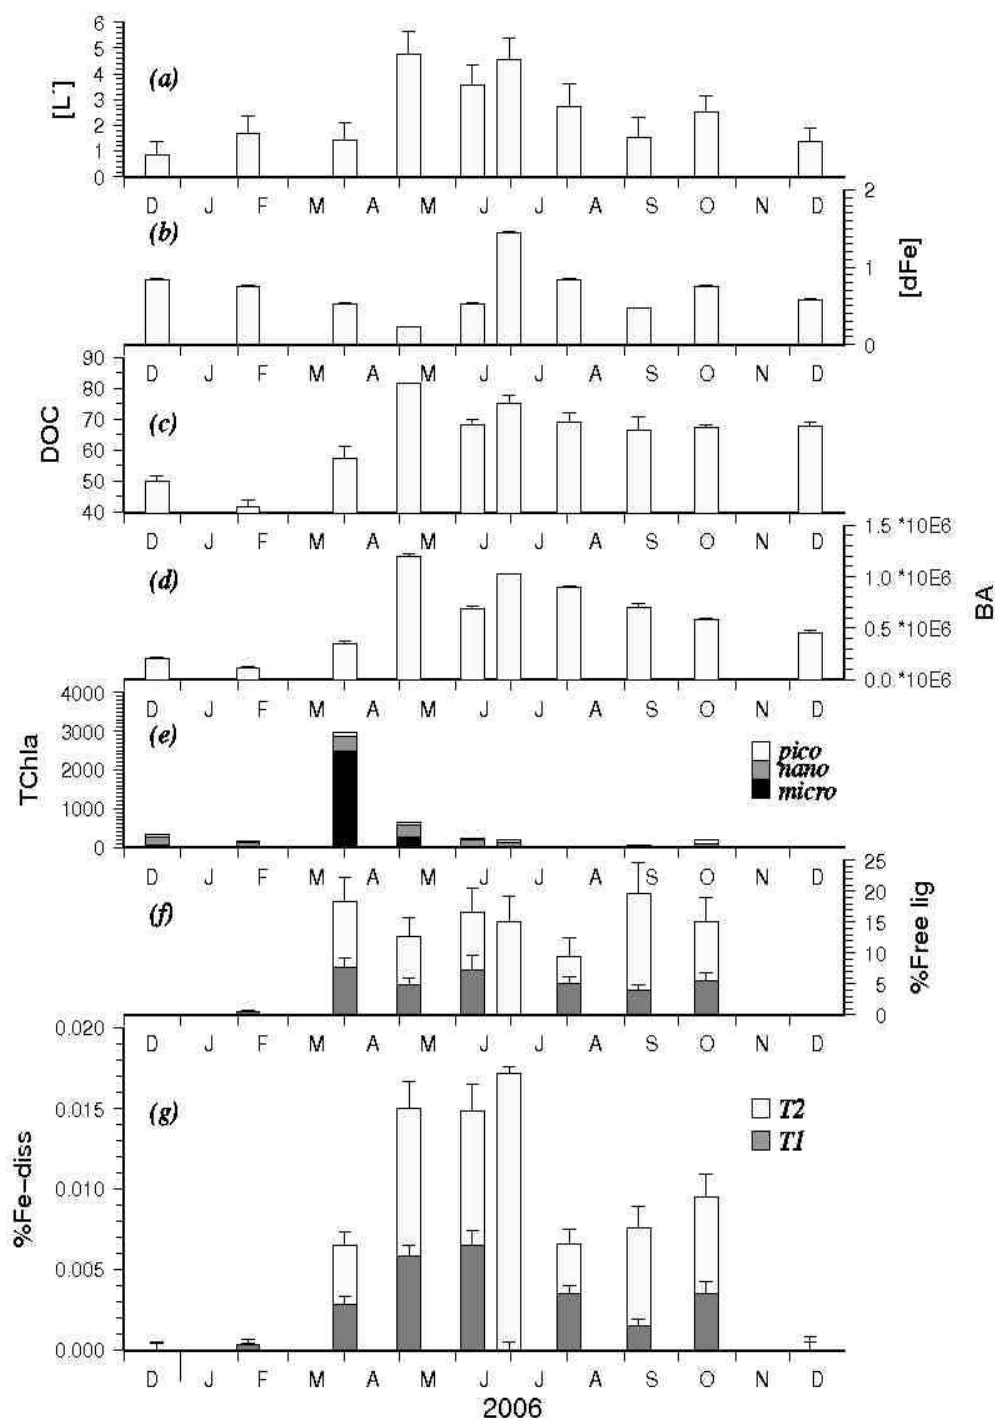 6
5
4
3
2
1
0
[L']
(a)
D J F M A M J J A S O N D
2
1
0
[dFe]
(b)
D J F M A M J J A S O N D
90
80
70
60
50
40
DOC
(c)
D J F M A M J J A S O N D
1.5 *10E6
1.0 *10E6
0.5 *10E6
0.0 *10E6
BA
(d)
D J F M A M J J A S O N D
4000
3000
2000
1000
0
TChla
(e)
pico
nano
micro
D J F M A M J J A S O N D
25
20
15
10
5
0
%Free lig
(f)
D J F M A M J J A S O N D
0.020
0.015
0.010
0.005
0.000
%Fe-diss
(g)
T2
T1
D J F M A M J J A S O N D
2006